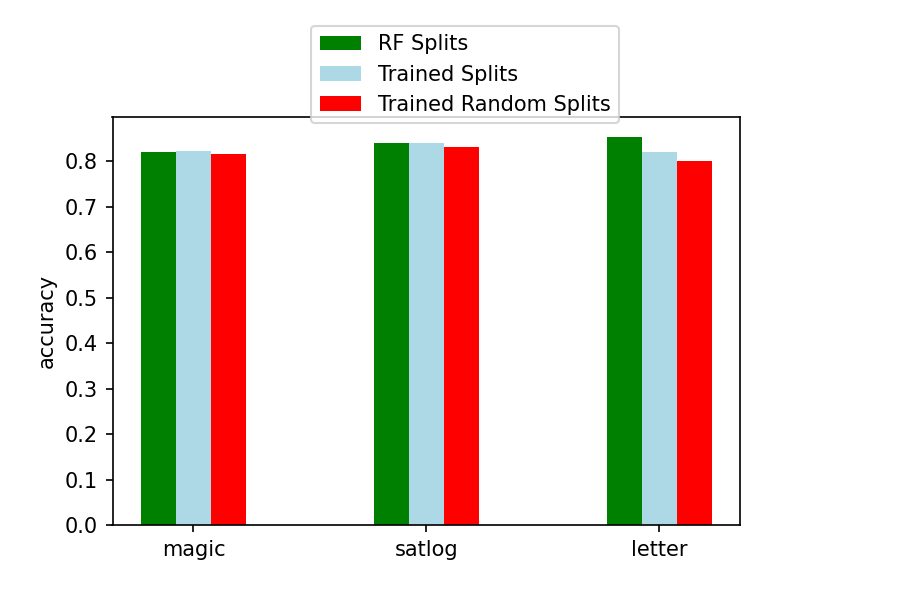 RF Splits
Trained Splits
Trained Random Splits
0.8
0.7
0.6
0.5
0.4
0.3
0.2
0.1
0.0
accuracy
magic satlog letter